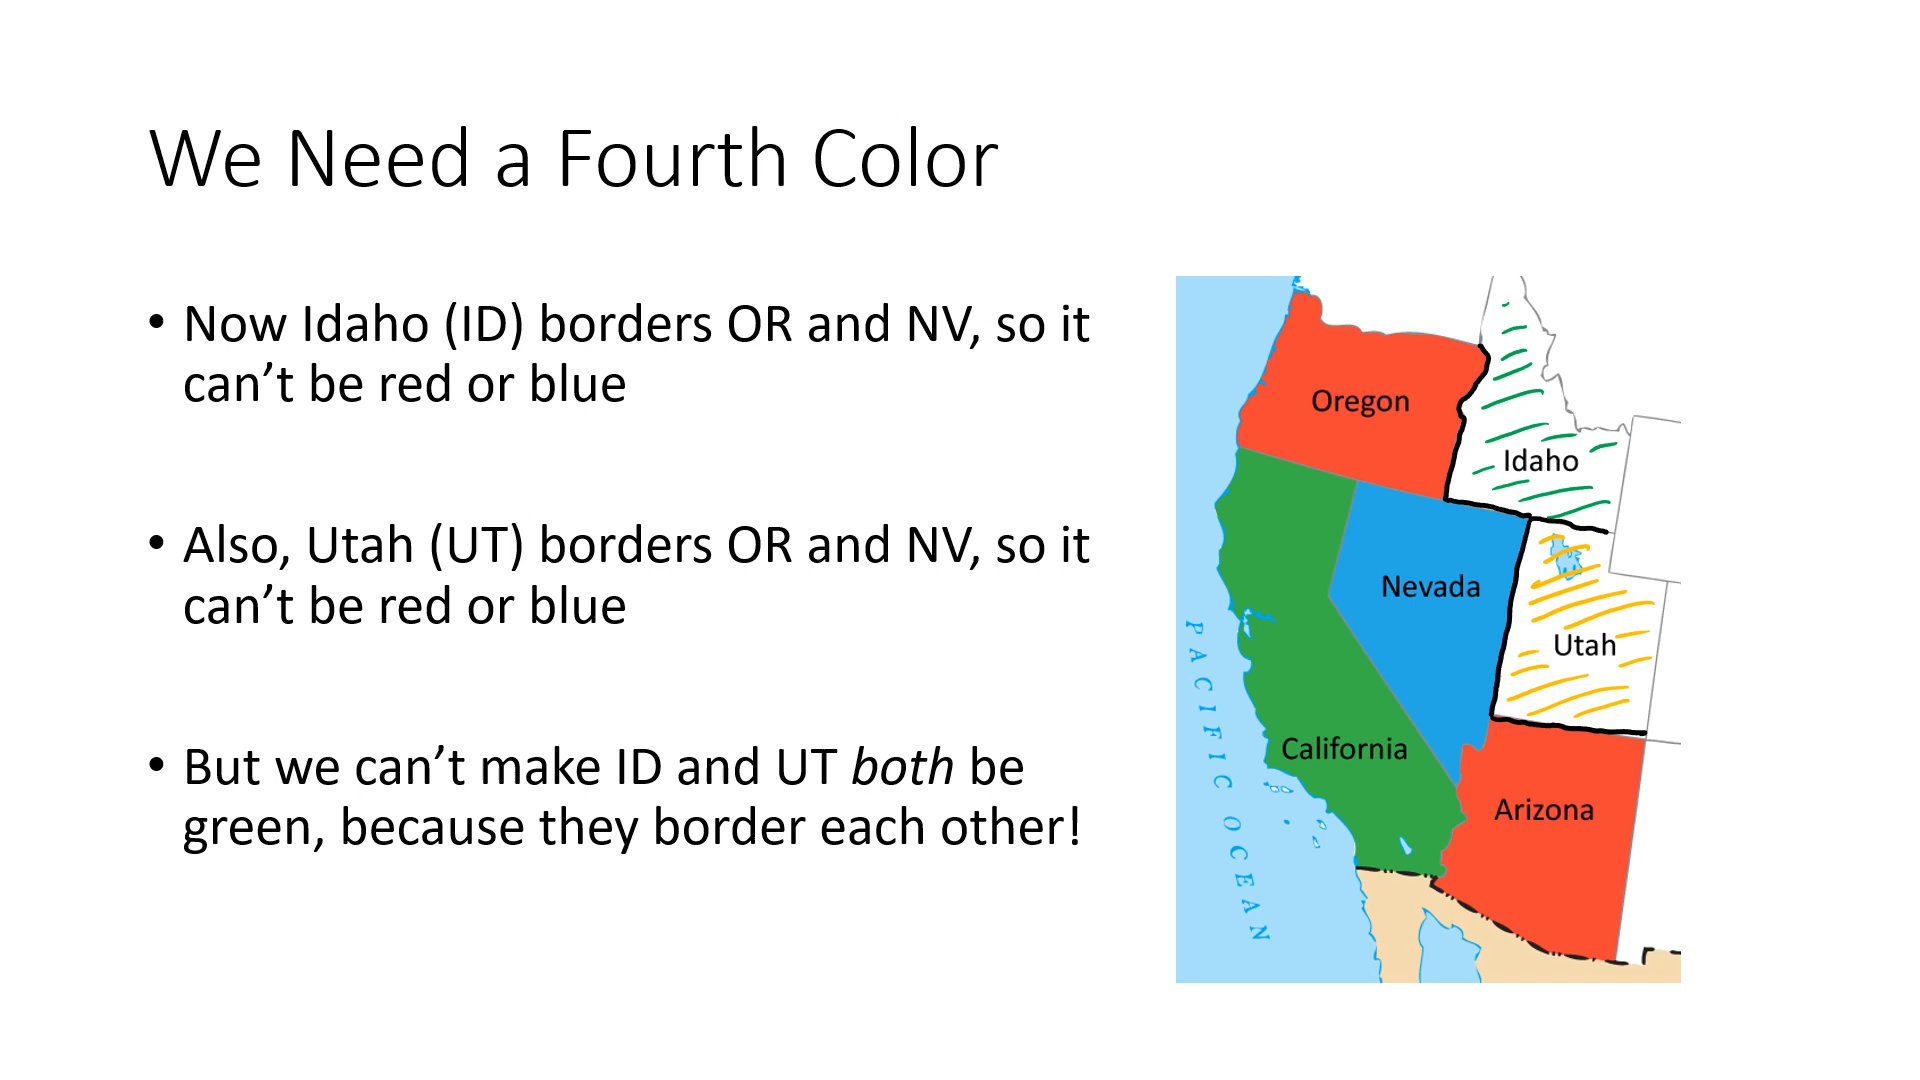 We Need a Fourth Color
• Now Idaho (ID) borders OR and NV, so it
can’t be red or blue
• Also, Utah (UT) borders OR and NV, so it
can’t be red or blue
• But we can’t make ID and UT both be
green, because they border each other!
Oregon
Idaho
Nevada
Utah
California
Arizona
PACIFIC OCEAN